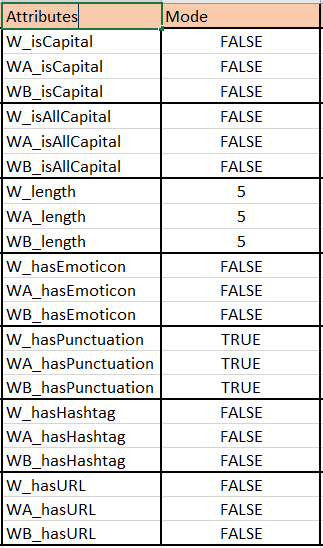 Attributes Mode
W_isCapital FALSE
WA_isCapital FALSE
WB_isCapital FALSE
W_isAllCapital FALSE
WA_isAllCapital FALSE
WB_isAllCapital FALSE
W_length 5
WA_length 5
WB_length 5
W_hasEmoticon FALSE
WA_hasEmoticon FALSE
WB_hasEmoticon FALSE
W_hasPunctuation TRUE
WA_hasPunctuation TRUE
WB_hasPunctuation TRUE
W_hasHashtag FALSE
WA_hasHashtag FALSE
WB_hasHashtag FALSE
W_hasURL FALSE
WA_hasURL FALSE
WB_hasURL FALSE